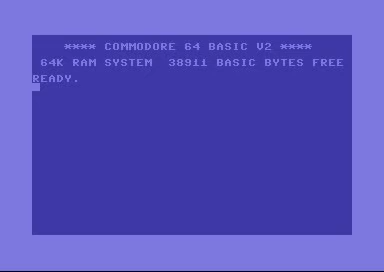 **** COMMODORE 64 BASIC V2 ****
64K RAM SYSTEM  38911 BASIC BYTES FREE
READY.